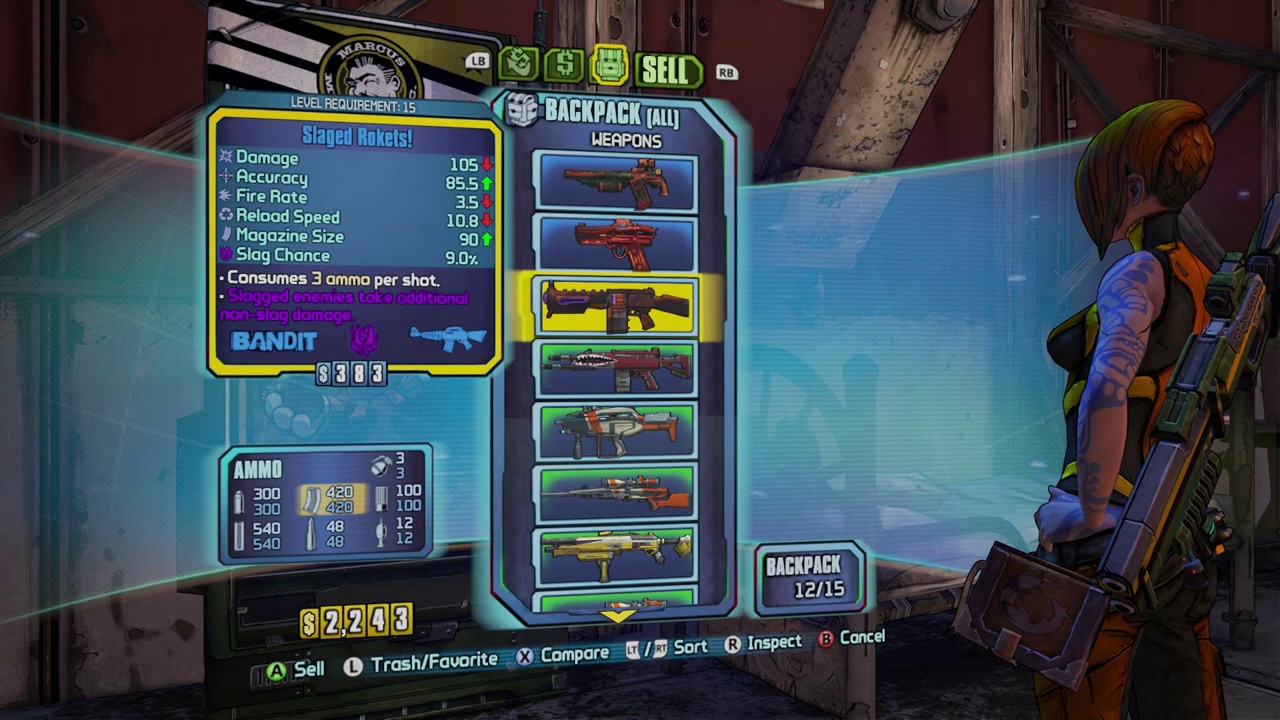 MARCUS
LB
$
SELL
RB
LEVEL REQUIREMENT: 15
Slaged Rokets!
Damage 105
Accuracy 85.5
Fire Rate 3.5
Reload Speed 10.8
Magazine Size 90
Slag Chance 9.0%
• Consumes 3 ammo per shot.
• Slagged enemies take additional
non-slag damage.
BANDIT
$383
BACKPACK (ALL)
WEAPONS
AMMO
3
3
300 420 100
300 420 100
540 48 12
540 48 12
BACKPACK
12/15
$2,243
A Sell L Trash/Favorite X Compare LT/RT Sort R Inspect B Cancel